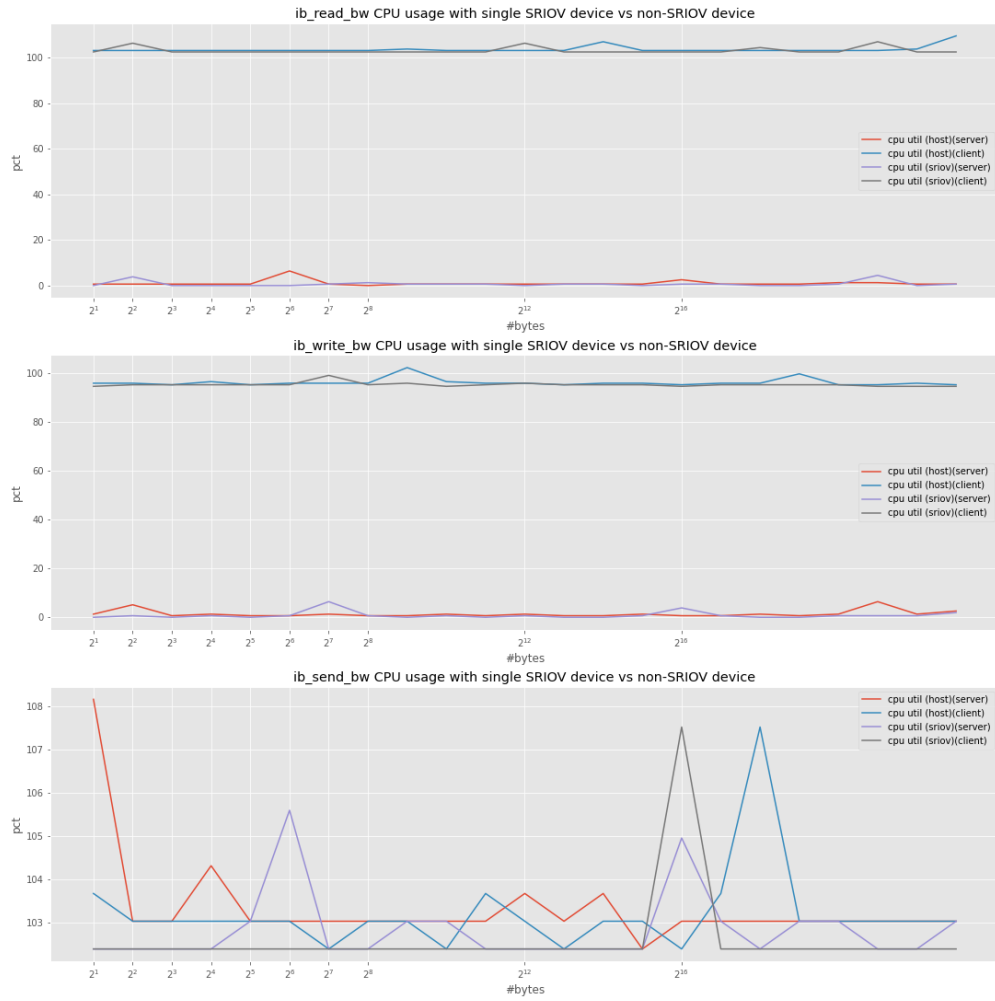 ib_read_bw CPU usage with single SRIOV device vs non-SRIOV device
100
80
60
40
20
0
pct
cpu util (host)(server)
cpu util (host)(client)
cpu util (sriov)(server)
cpu util (sriov)(client)
2^1 2^2 2^3 2^4 2^5 2^6 2^7 2^8 2^12 2^16
#bytes
ib_write_bw CPU usage with single SRIOV device vs non-SRIOV device
100
80
60
40
20
0
pct
cpu util (host)(server)
cpu util (host)(client)
cpu util (sriov)(server)
cpu util (sriov)(client)
2^1 2^2 2^3 2^4 2^5 2^6 2^7 2^8 2^12 2^16
#bytes
ib_send_bw CPU usage with single SRIOV device vs non-SRIOV device
108
107
106
105
104
103
pct
cpu util (host)(server)
cpu util (host)(client)
cpu util (sriov)(server)
cpu util (sriov)(client)
2^1 2^2 2^3 2^4 2^5 2^6 2^7 2^8 2^12 2^16
#bytes